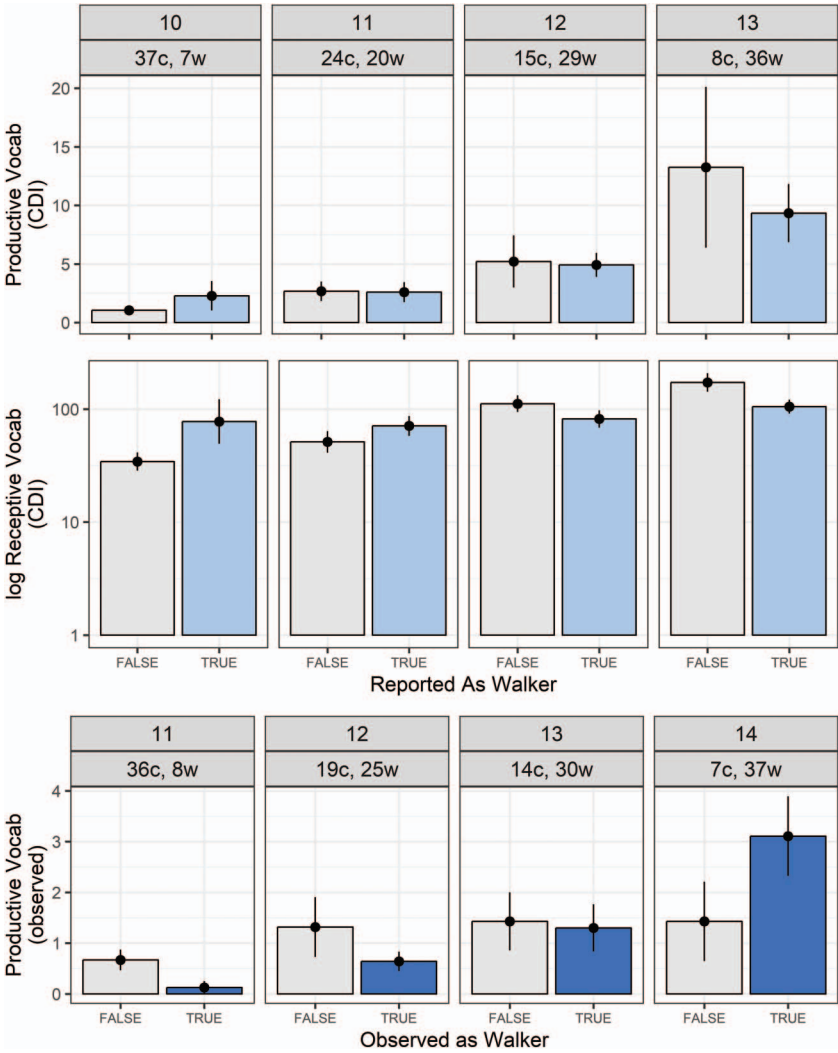 10 11 12 13
37c, 7w 24c, 20w 15c, 29w 8c, 36w
Productive Vocab
(CDI)
20
15
10
5
0
log Receptive Vocab
(CDI)
100
10
1
FALSE TRUE FALSE TRUE FALSE TRUE FALSE TRUE
Reported As Walker
11 12 13 14
36c, 8w 19c, 25w 14c, 30w 7c, 37w
Productive Vocab
(observed)
4
3
2
1
0
FALSE TRUE FALSE TRUE FALSE TRUE FALSE TRUE
Observed as Walker